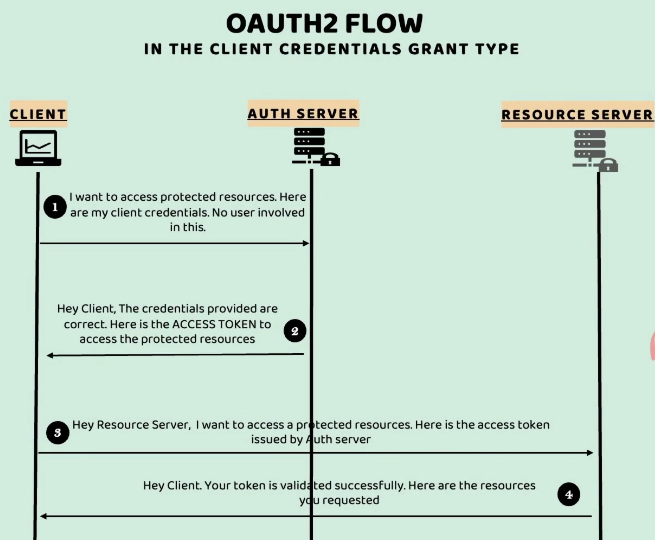 OAUTH2 FLOW
IN THE CLIENT CREDENTIALS GRANT TYPE
CLIENT
AUTH SERVER
RESOURCE SERVER
1
I want to access protected resources. Here
are my client credentials. No user involved
in this.
Hey Client, The credentials provided are
correct. Here is the ACCESS TOKEN to
access the protected resources
2
3
Hey Resource Server, I want to access a protected resources. Here is the access token
issued by Auth server
Hey Client. Your token is validated successfully. Here are the resources
you requested
4